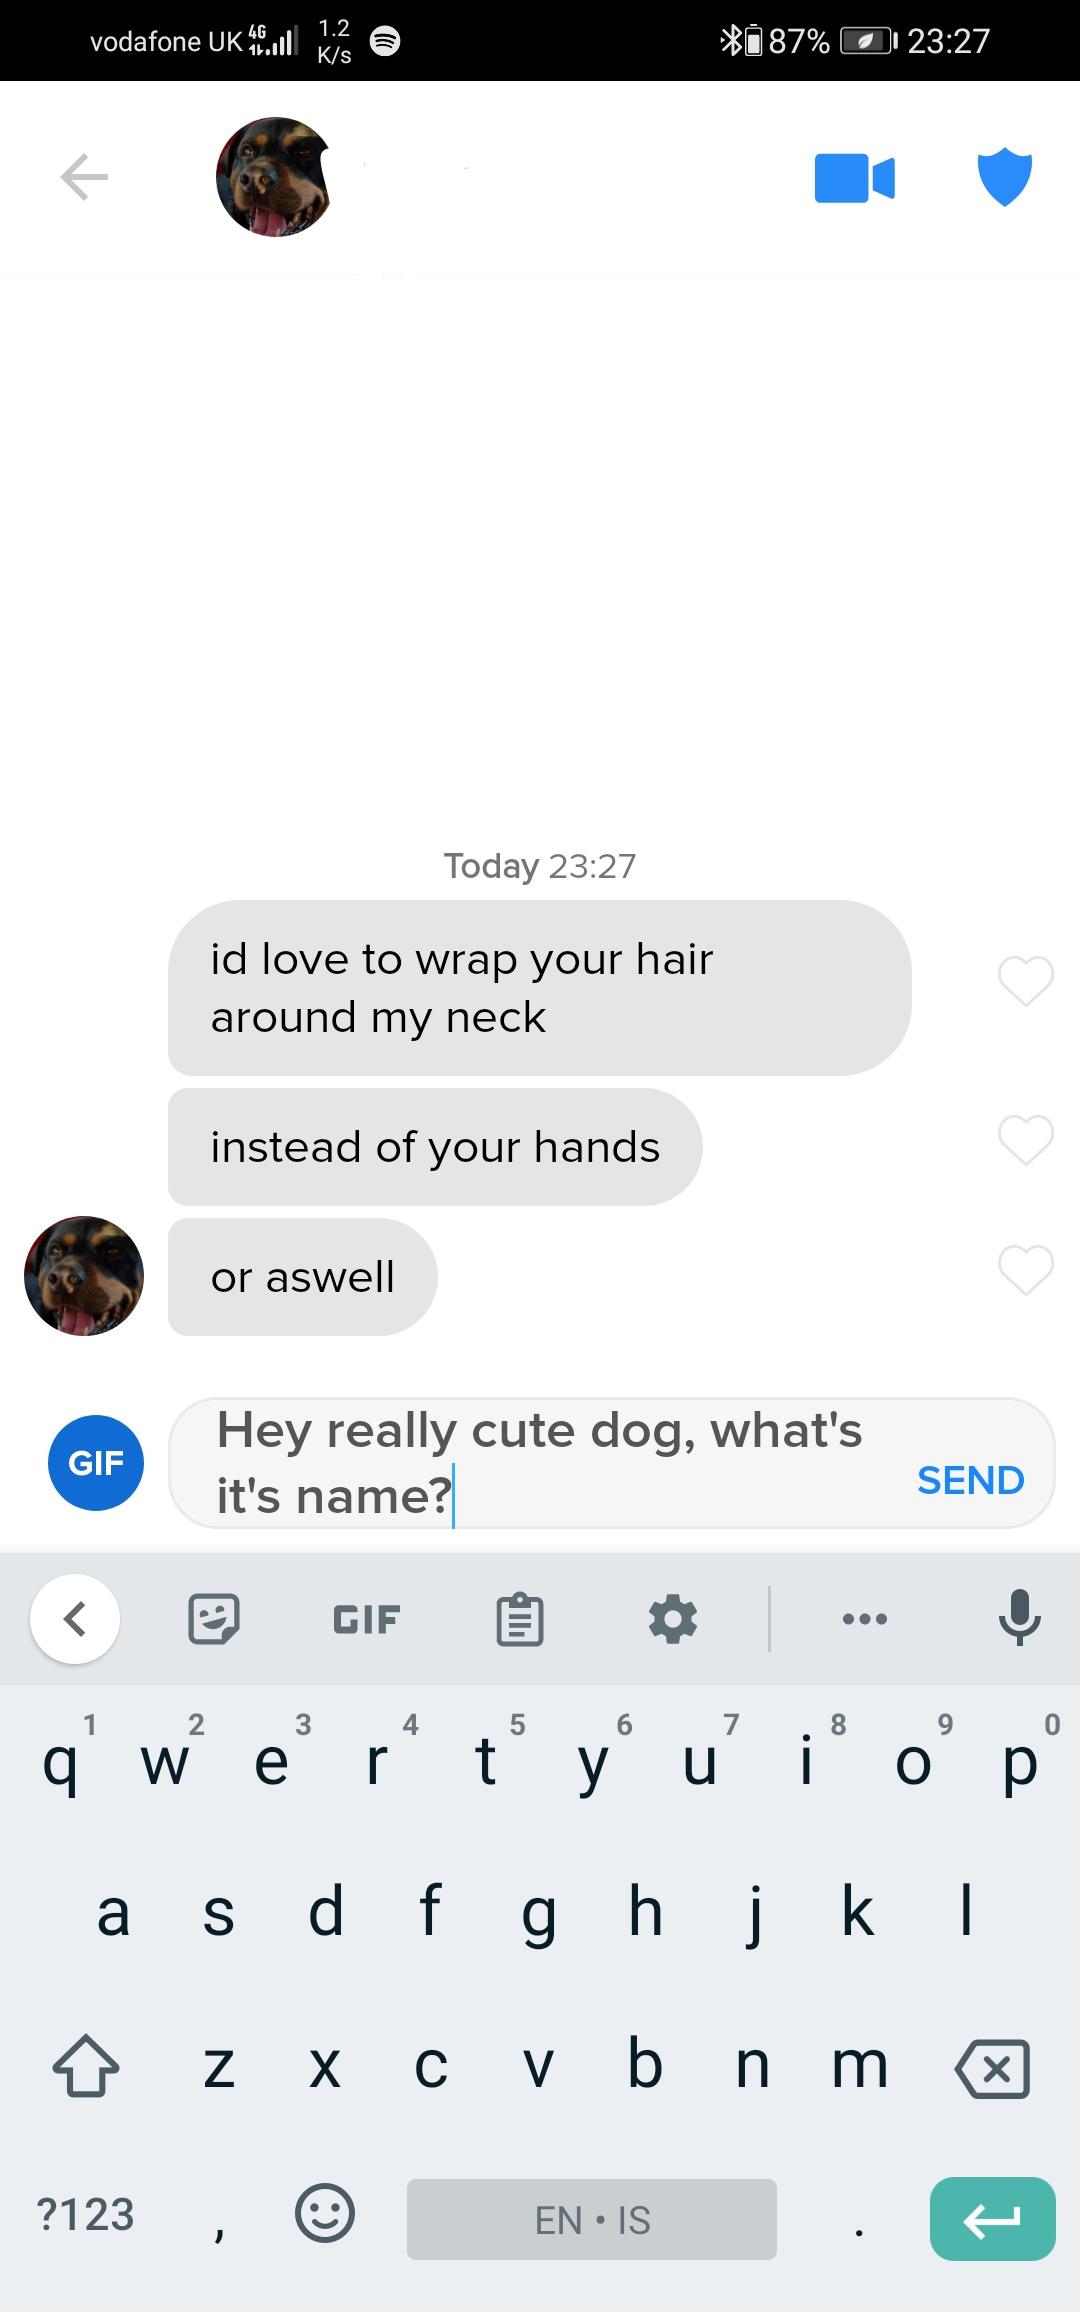 vodafone UK 4G 1.2 K/s 87% 23:27
Today 23:27
id love to wrap your hair
around my neck
instead of your hands
or aswell
GIF
Hey really cute dog, what's
it's name?
SEND
GIF
1 2 3 4 5 6 7 8 9 0
q w e r t y u i o p
a s d f g h j k l
z x c v b n m
?123 , EN • IS .